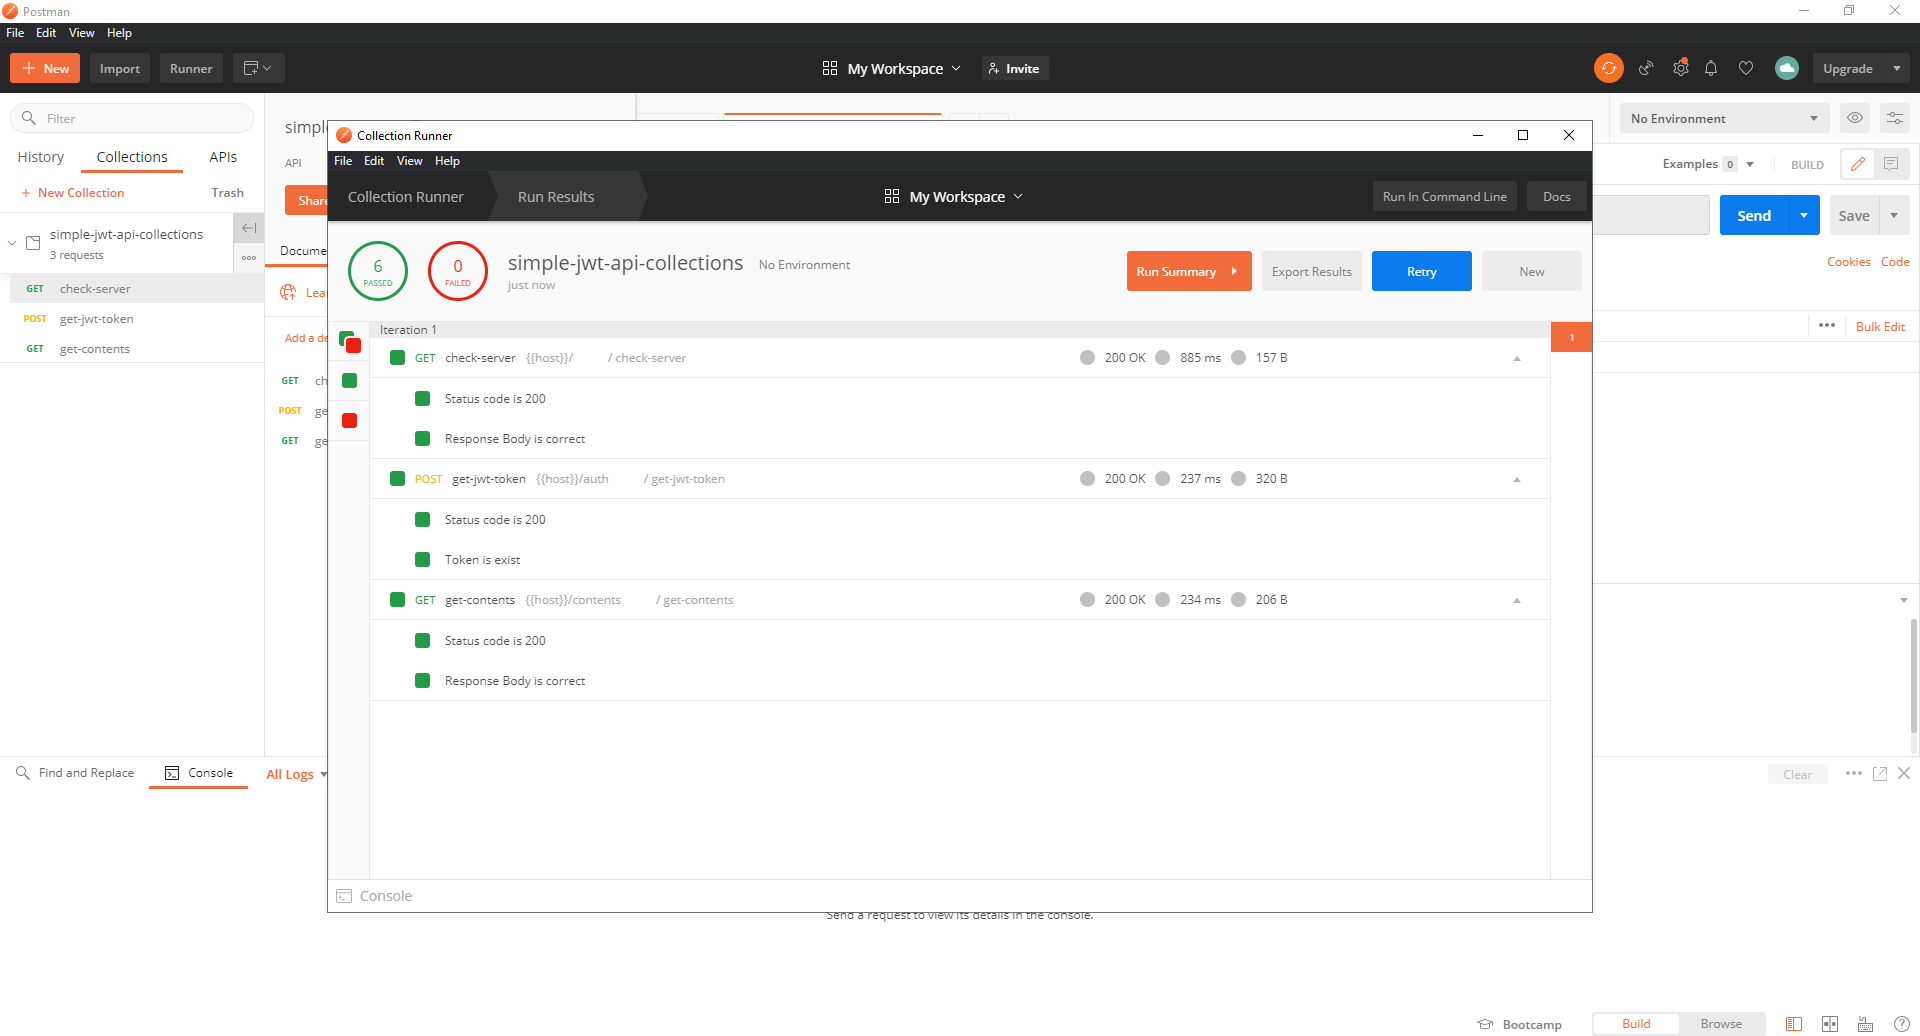 Postman
File Edit View Help
New Import Runner My Workspace Invite Upgrade
Filter
History Collections APIs
+ New Collection Trash
simple-jwt-api-collections
3 requests
GET check-server
POST get-jwt-token
GET get-contents
simple-
API
Share
Docume
Lear
Add a de
GET ch
POST ge
GET ge
No Environment
Examples 0 BUILD
Send Save
Cookies Code
Bulk Edit
Collection Runner
File Edit View Help
Collection Runner Run Results My Workspace Run In Command Line Docs
6 PASSED
0 FAILED
simple-jwt-api-collections No Environment
just now
Run Summary Export Results Retry New
Iteration 1
1
GET check-server {{host}}/ / check-server 200 OK 885 ms 157 B
Status code is 200
Response Body is correct
POST get-jwt-token {{host}}/auth / get-jwt-token 200 OK 237 ms 320 B
Status code is 200
Token is exist
GET get-contents {{host}}/contents / get-contents 200 OK 234 ms 206 B
Status code is 200
Response Body is correct
Console
Find and Replace Console All Logs Clear
Send a request to view its details in the console.
Bootcamp Build Browse